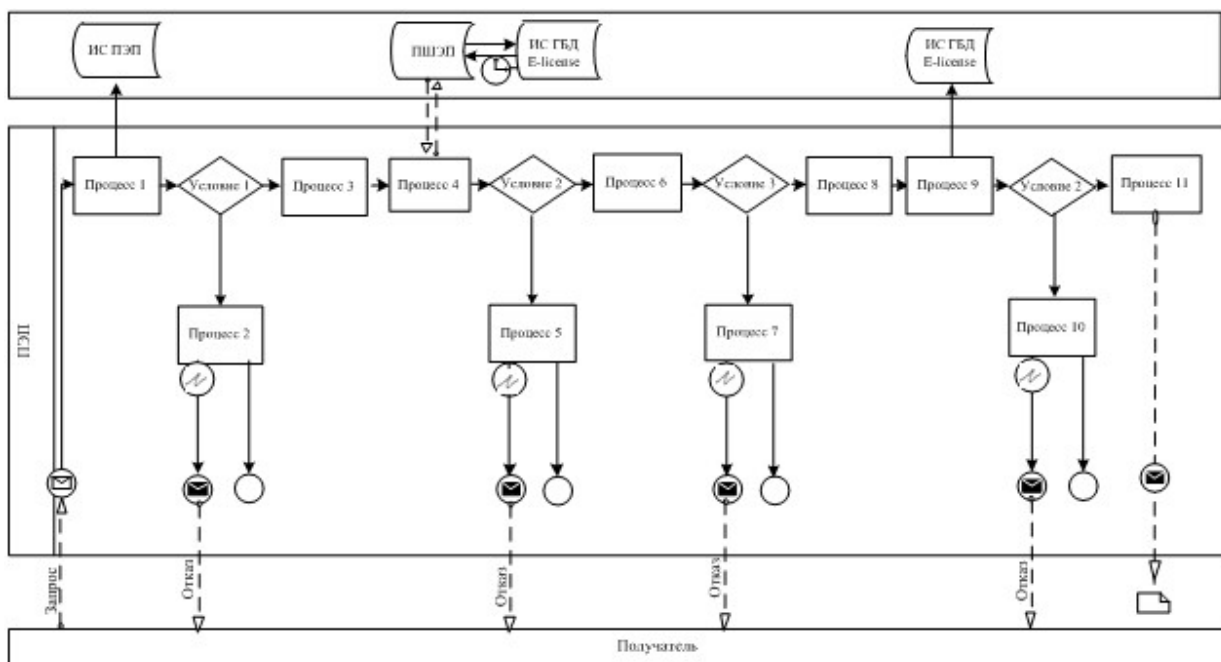 ИС ПЭП
ПШЭП
ИС ГБД
E-license
ИС ГБД
E-license
Процесс 1
Условие 1
Процесс 3
Процесс 4
Условие 2
Процесс 6
Условие 3
Процесс 8
Процесс 9
Условие 2
Процесс 11
Процесс 2
Процесс 5
Процесс 7
Процесс 10
ПЭП
Запрос
Отказ
Отказ
Отказ
Отказ
Получатель